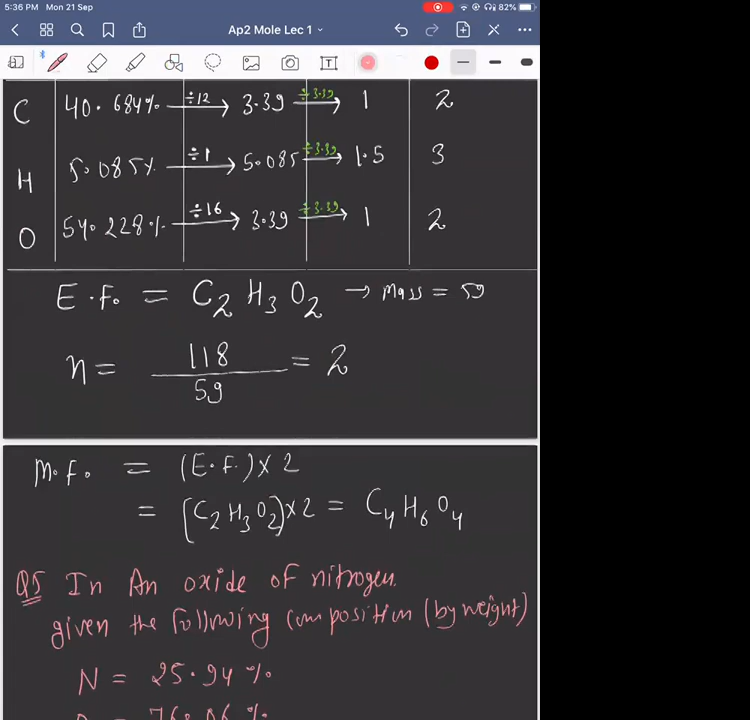 5:36 PM Mon 21 Sep 82%
Ap2 Mole Lec 1
C 40.684% ÷12 3.39 ÷3.39 1 2
H 5.085% ÷1 5.085 ÷3.39 1.5 3
O 54.228% ÷16 3.39 ÷3.39 1 2
E.F. = C2H3O2 → Mass = 59
n = 118/59 = 2
M.F. = (E.F.)×2
= [C2H3O2]×2 = C4H6O4
Q5 In An oxide of nitrogen.
given the following composition (by weight)
N = 25.94%